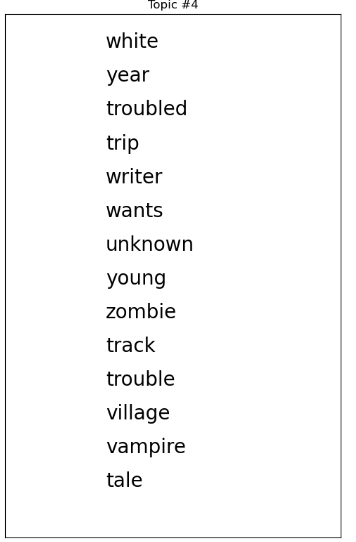 Topic #4
white
year
troubled
trip
writer
wants
unknown
young
zombie
track
trouble
village
vampire
tale